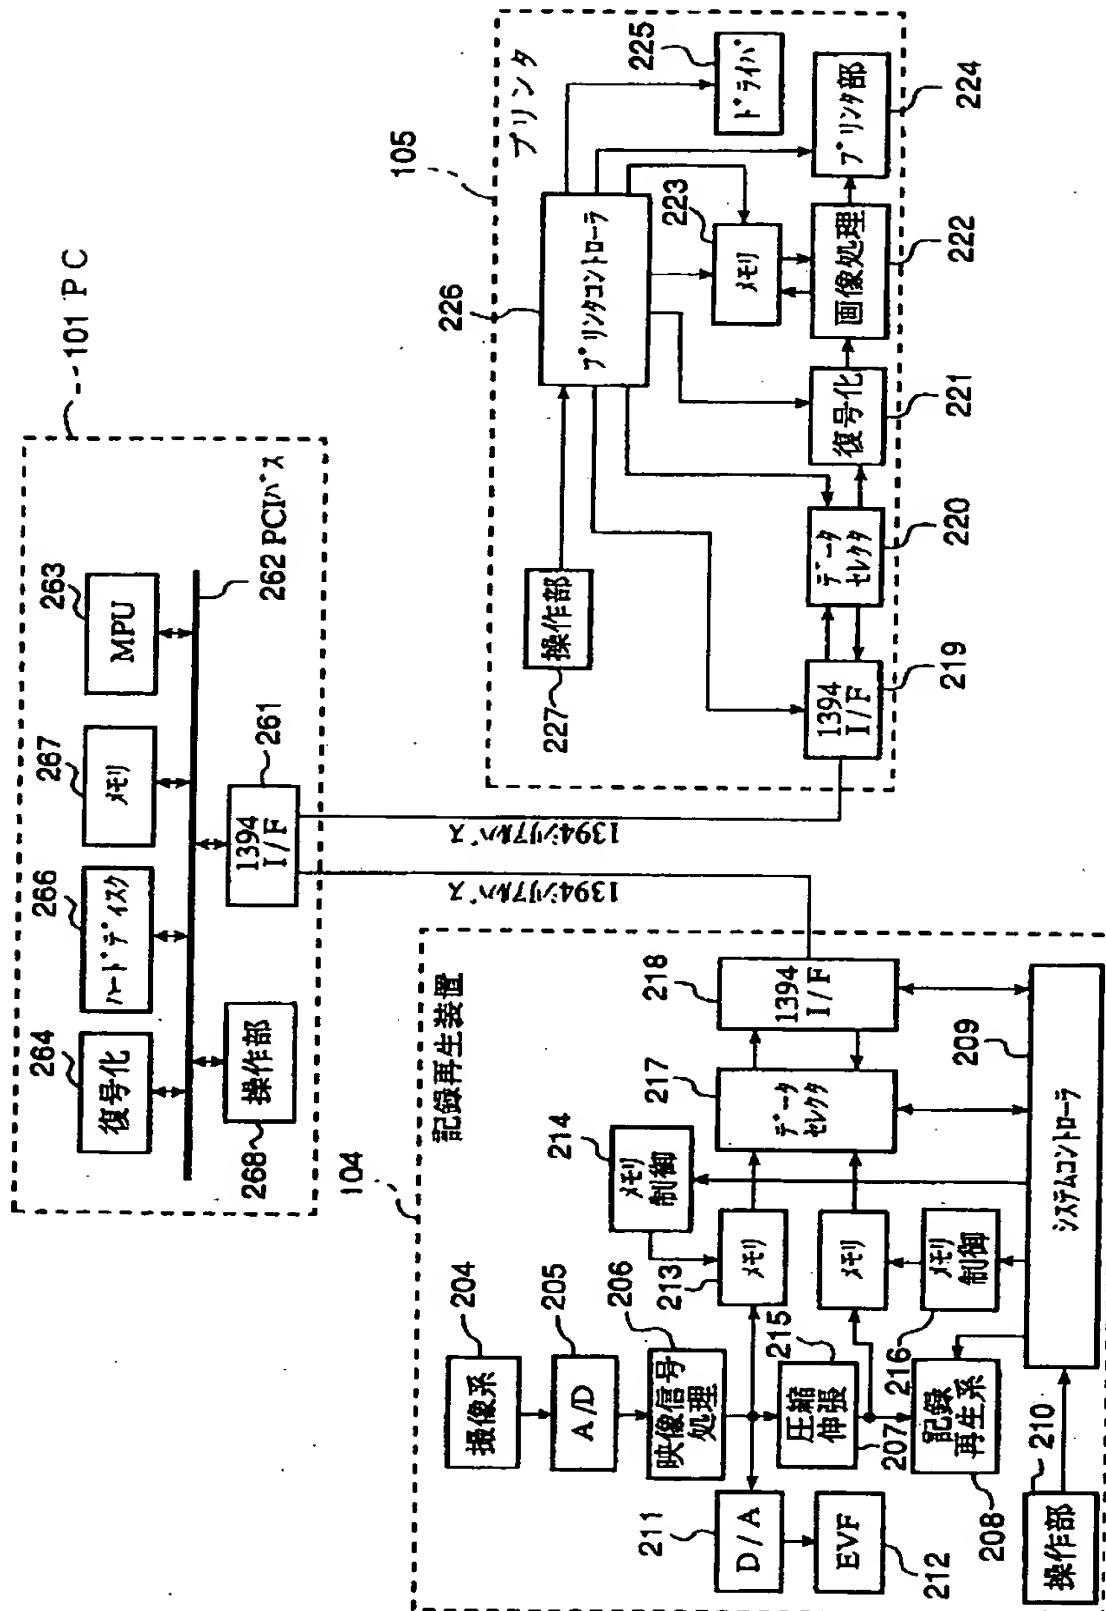 101 PC
263
MPU
267
メモリ
266
ハードディスク
264
復号化
262 PCIバス
261
1394
I/F
268
操作部
1394シリアルバス
1394シリアルバス
104
記録再生装置
204
撮像系
205
A/D
206
映像信号
処理
211
D/A
212
EVF
213
メモリ
214
メモリ
制御
215
圧縮
伸張
207
メモリ
216
メモリ
制御
208
記録
再生系
217
データ
セレクタ
218
1394
I/F
209
システムコントローラ
210
操作部
105
プリンタ
226
プリンタコントローラ
225
ドライバ
224
プリンタ部
223
メモリ
222
画像処理
221
復号化
220
データ
セレクタ
219
1394
I/F
227
操作部